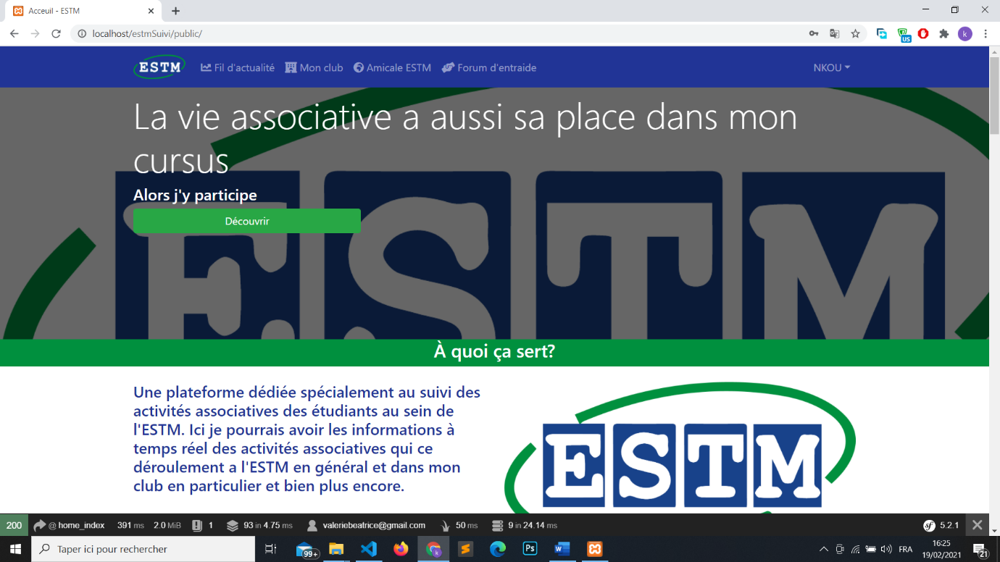 Acceuil - ESTM
localhost/estmSuivi/public/
US
k
ESTM
Fil d'actualité
Mon club
Amicale ESTM
Forum d'entraide
NKOU
La vie associative a aussi sa place dans mon
cursus
Alors j'y participe
Découvrir
ESTM
À quoi ça sert?
Une plateforme dédiée spécialement au suivi des
activités associatives des étudiants au sein de
l'ESTM. Ici je pourrais avoir les informations à
temps réel des activités associatives qui ce
déroulement a l'ESTM en général et dans mon
club en particulier et bien plus encore.
ESTM
200 @ home_index 391 ms 2.0 MiB 1 93 in 4.75 ms valeriebeatrice@gmail.com 50 ms 9 in 24.14 ms sf 5.2.1
Taper ici pour rechercher
99+
k
Ps
FRA
16:25
19/02/2021
21